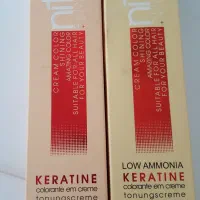 CREAM COLOR
SHINING
AMAZING COLOR
SUITABLE FOR ALL HAIR
FOR YOUR BEAUTY
KERATINE
colorante em creme
tonungscreme
CREAM COLOR
SHINING
AMAZING COLOR
SUITABLE FOR ALL HAIR
FOR YOUR BEAUTY
LOW AMMONIA
KERATINE
colorante em creme
tonungscreme